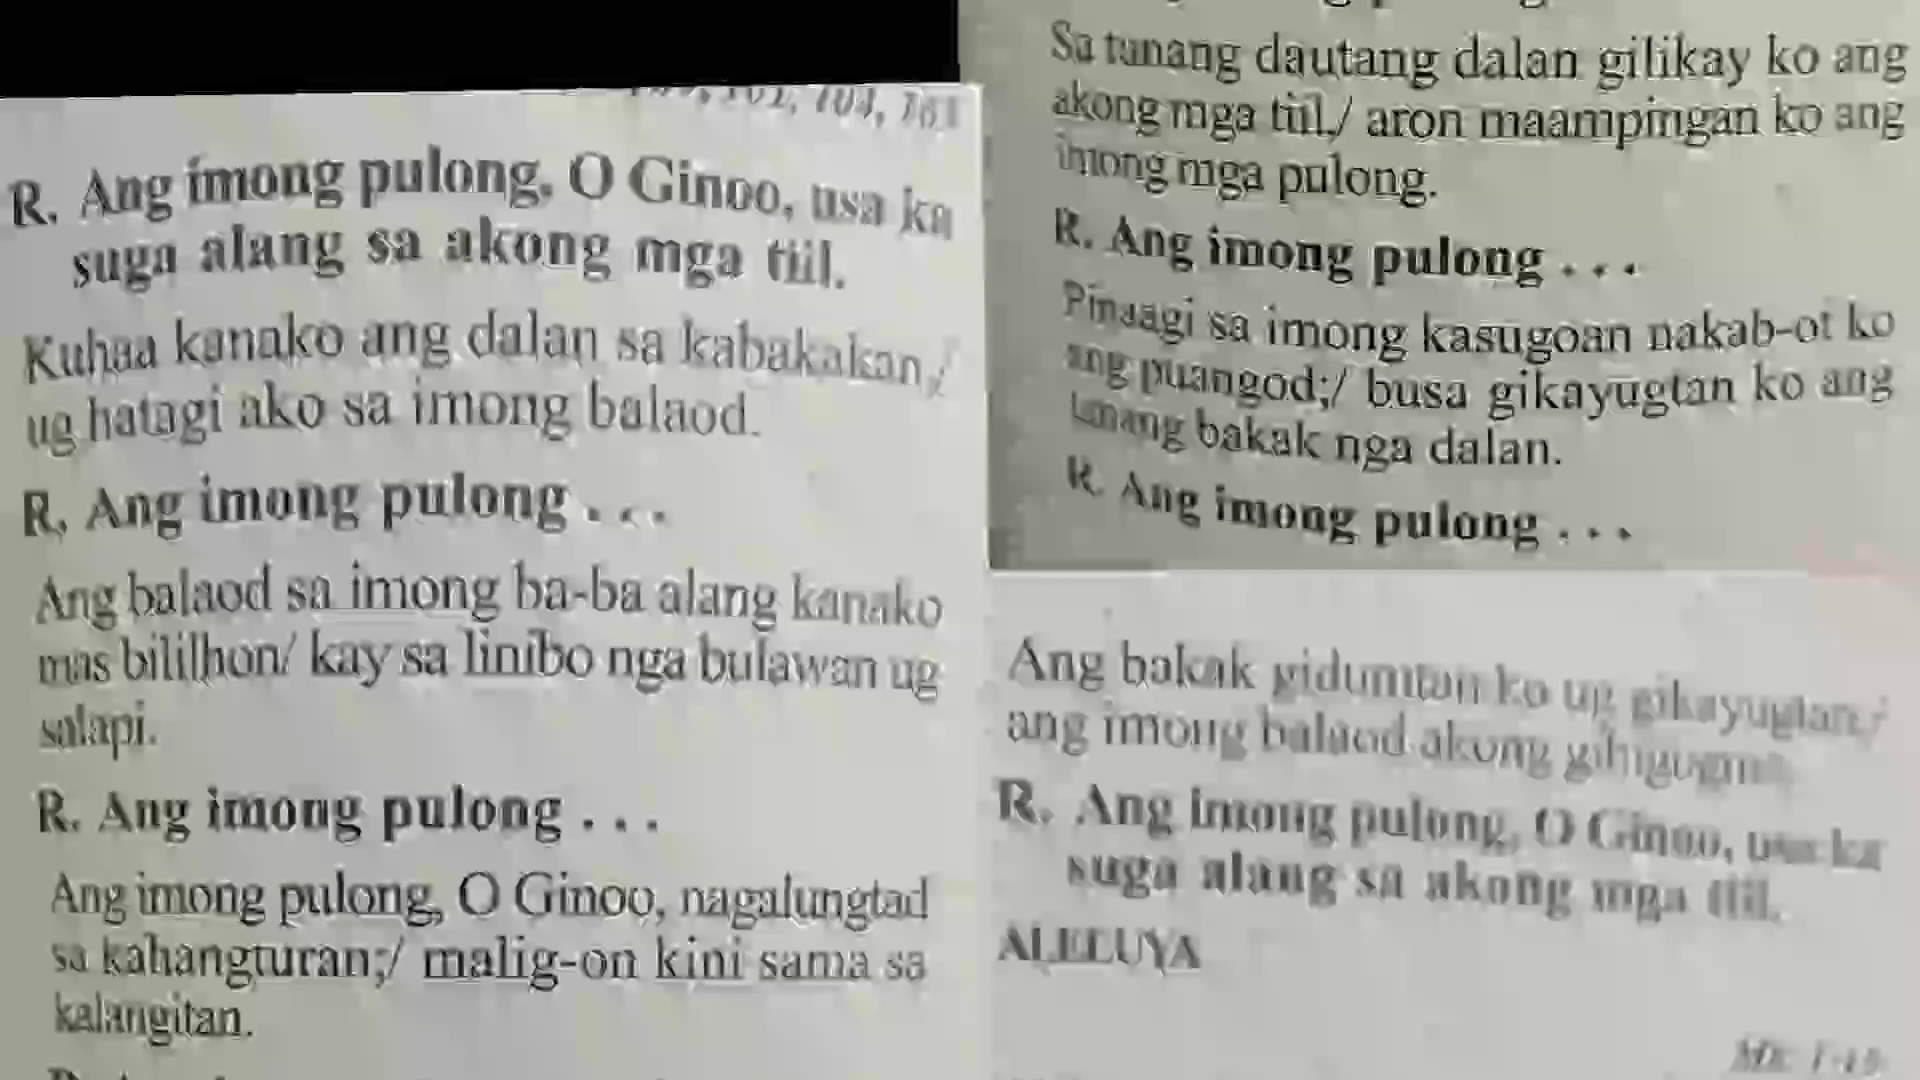 R. Ang imong pulong, O Ginoo, usa ka
suga alang sa akong mga tiil.
Kuhaa kanako ang dalan sa kabakakan,/
ug hatagi ako sa imong balaod.
R. Ang imong pulong . . .
Ang balaod sa imong ba-ba alang kanako
mas bililhon/ kay sa linibo nga bulawan ug
salapi.
R. Ang imong pulong . . .
Ang imong pulong, O Ginoo, nagalungtad
sa kahangturan;/ malig-on kini sama sa
kalangitan.
Sa tanang dautang dalan gilikay ko ang
akong mga tiil,/ aron maampingan ko ang
imong mga pulong.
R. Ang imong pulong . . .
Pinaagi sa imong kasugoan nakab-ot ko
ang puangod;/ busa gikayugtan ko ang
tanang bakak nga dalan.
R. Ang imong pulong . . .
Ang bakak gidumtan ko ug gikayugtan,/
ang imong balaod akong gihigugma.
R. Ang imong pulong, O Ginoo, usa ka
suga alang sa akong mga tiil.
ALELUYA